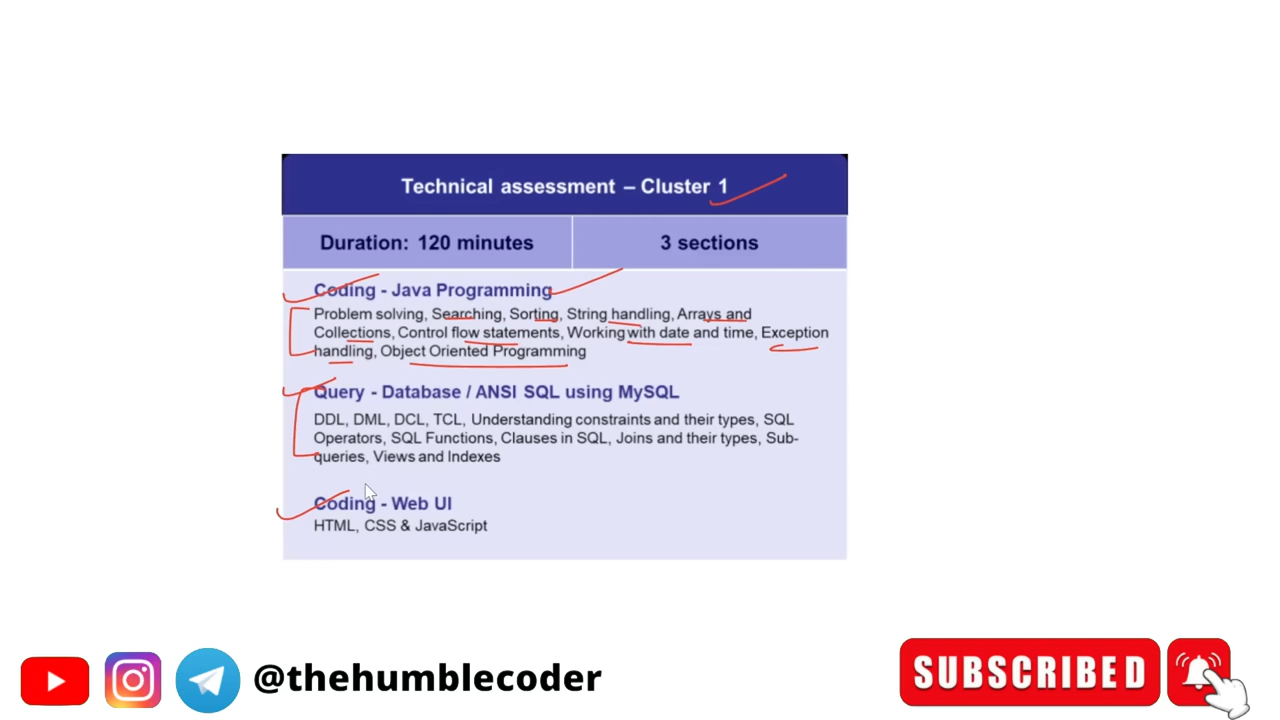 Technical assessment – Cluster 1
Duration: 120 minutes
3 sections
Coding - Java Programming
Problem solving, Searching, Sorting, String handling, Arrays and
Collections, Control flow statements, Working with date and time, Exception
handling, Object Oriented Programming
Query - Database / ANSI SQL using MySQL
DDL, DML, DCL, TCL, Understanding constraints and their types, SQL
Operators, SQL Functions, Clauses in SQL, Joins and their types, Sub-
queries, Views and Indexes
Coding - Web UI
HTML, CSS & JavaScript
@thehumblecoder
SUBSCRIBED